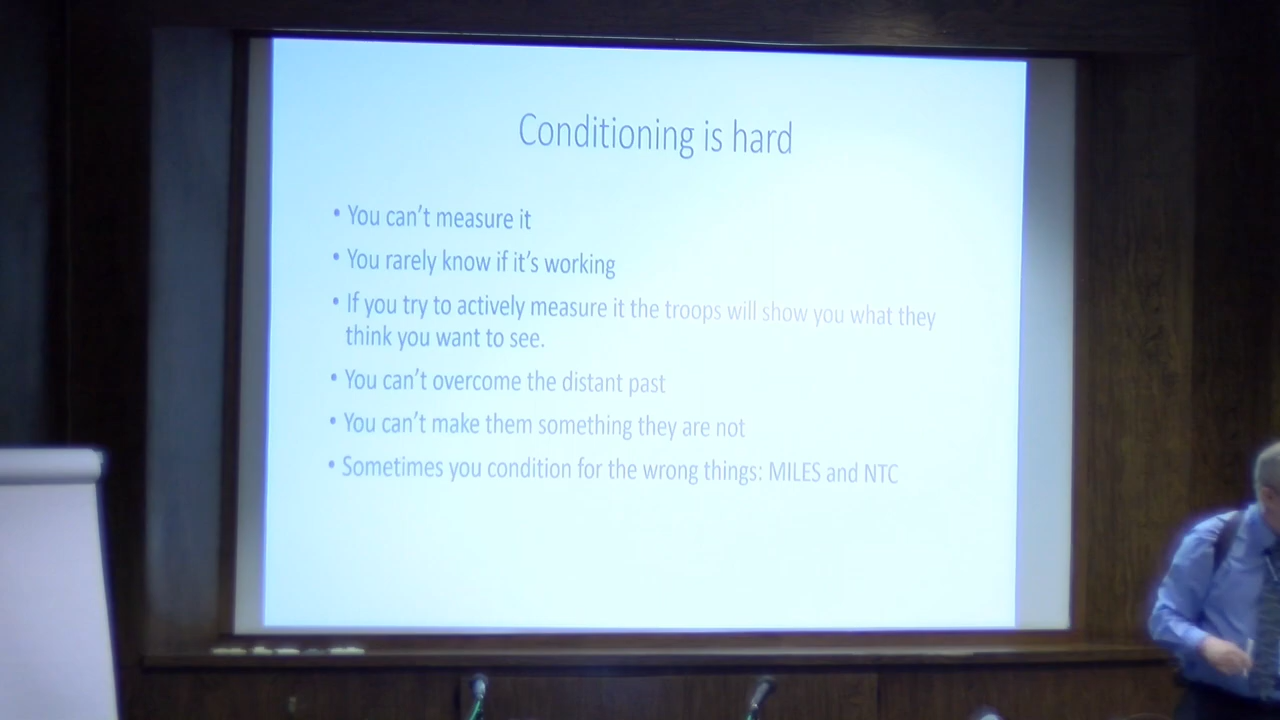 Conditioning is hard
• You can't measure it
• You rarely know if it's working
• If you try to actively measure it the troops will show you what they
think you want to see.
• You can't overcome the distant past
• You can't make them something they are not
• Sometimes you condition for the wrong things: MILES and NTC